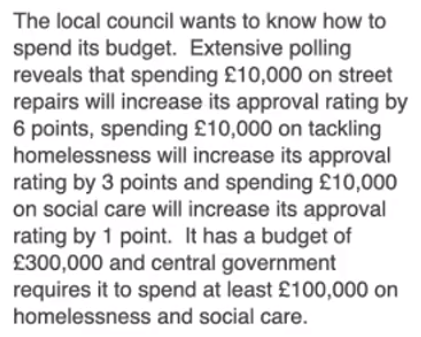 The local council wants to know how to
spend its budget.  Extensive polling
reveals that spending £10,000 on street
repairs will increase its approval rating by
6 points, spending £10,000 on tackling
homelessness will increase its approval
rating by 3 points and spending £10,000
on social care will increase its approval
rating by 1 point.  It has a budget of
£300,000 and central government
requires it to spend at least £100,000 on
homelessness and social care.